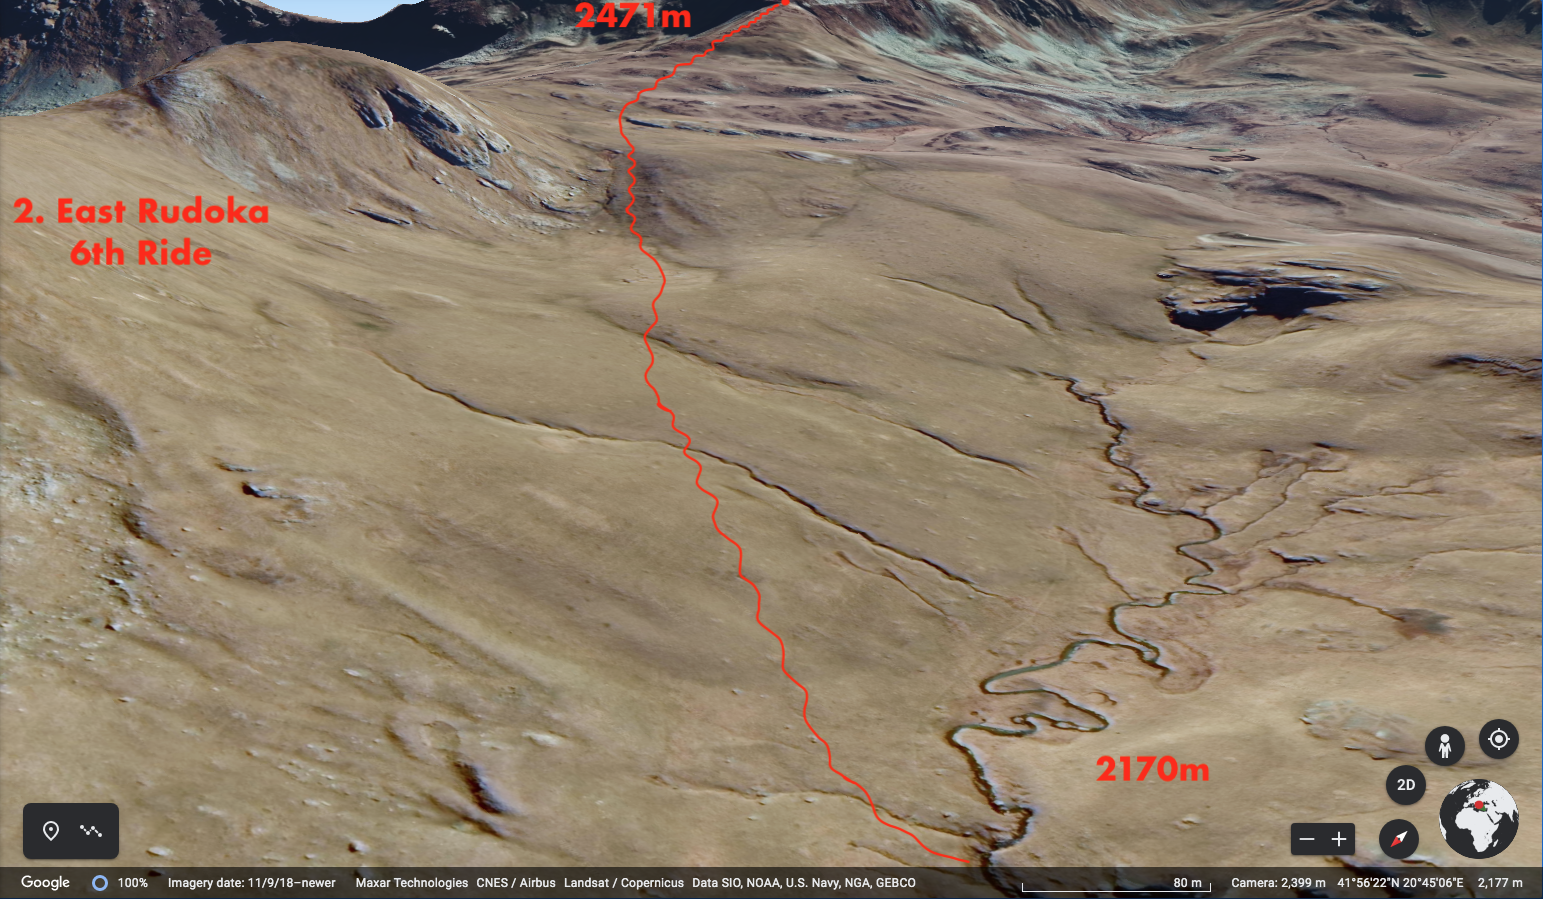 2471m
2. East Rudoka
6th Ride
2170m
2D
Google 100% Imagery date: 11/9/18–newer Maxar Technologies CNES / Airbus Landsat / Copernicus Data SIO, NOAA, U.S. Navy, NGA, GEBCO 80 m Camera: 2,399 m 41°56'22"N 20°45'06"E 2,177 m